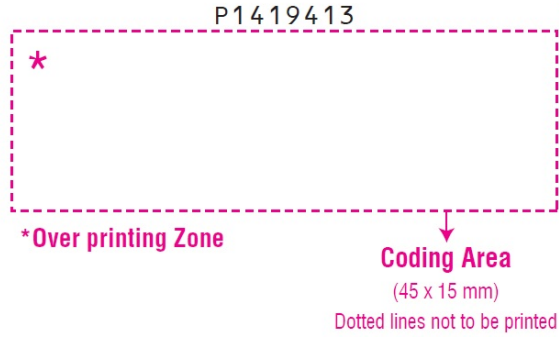 P1419413
*
*Over printing Zone
Coding Area
(45 x 15 mm)
Dotted lines not to be printed